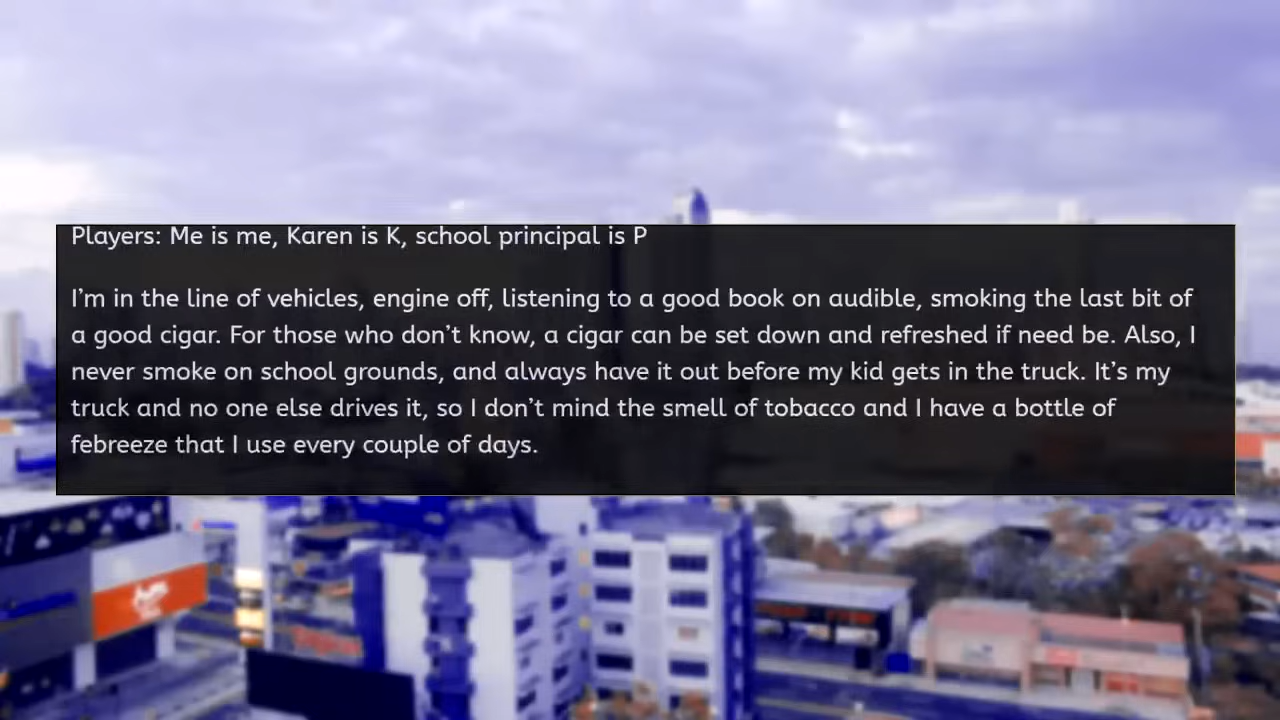 Players: Me is me, Karen is K, school principal is P
I'm in the line of vehicles, engine off, listening to a good book on audible, smoking the last bit of
a good cigar. For those who don't know, a cigar can be set down and refreshed if need be. Also, I
never smoke on school grounds, and always have it out before my kid gets in the truck. It's my
truck and no one else drives it, so I don't mind the smell of tobacco and I have a bottle of
febreeze that I use every couple of days.